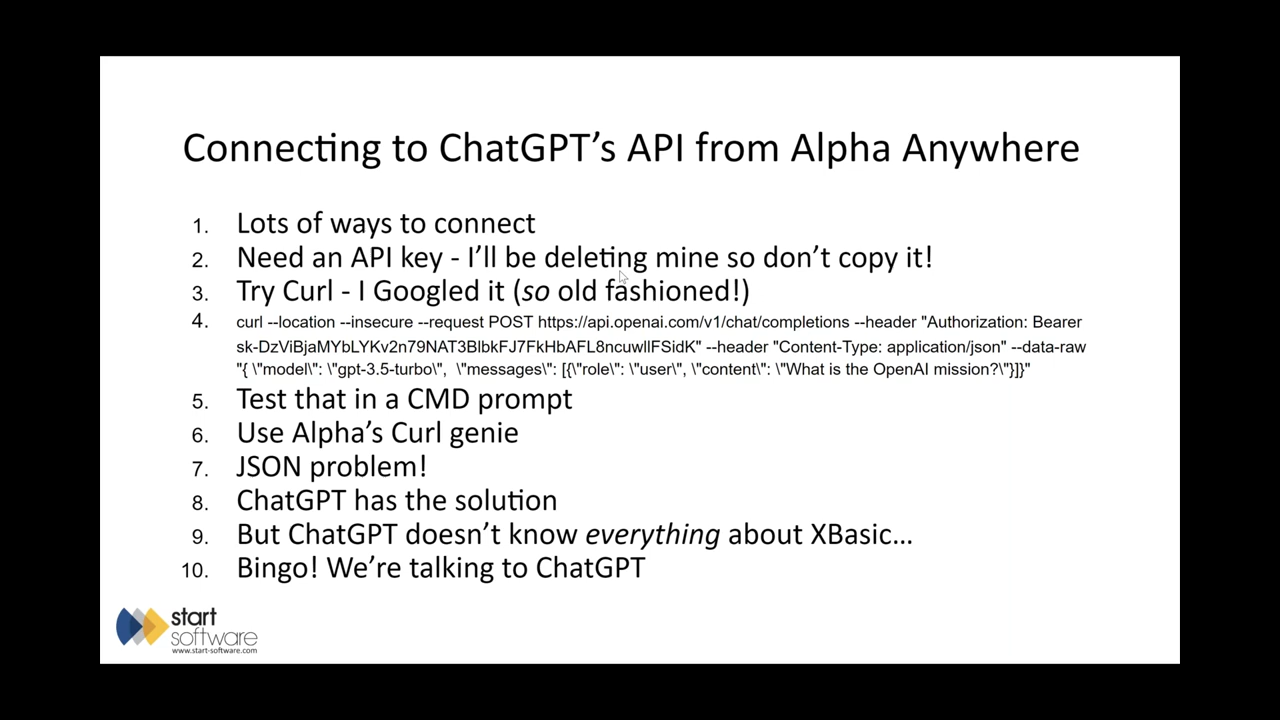 Connecting to ChatGPT’s API from Alpha Anywhere
1. Lots of ways to connect
2. Need an API key - I’ll be deleting mine so don’t copy it!
3. Try Curl - I Googled it (so old fashioned!)
4. curl --location --insecure --request POST https://api.openai.com/v1/chat/completions --header "Authorization: Bearer
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" --header "Content-Type: application/json" --data-raw
"{ \"model\": \"gpt-3.5-turbo\",  \"messages\": [{\"role\": \"user\", \"content\": \"What is the OpenAI mission?\"}]}"
5. Test that in a CMD prompt
6. Use Alpha’s Curl genie
7. JSON problem!
8. ChatGPT has the solution
9. But ChatGPT doesn’t know everything about XBasic…
10. Bingo! We’re talking to ChatGPT
start
software
www.start-software.com